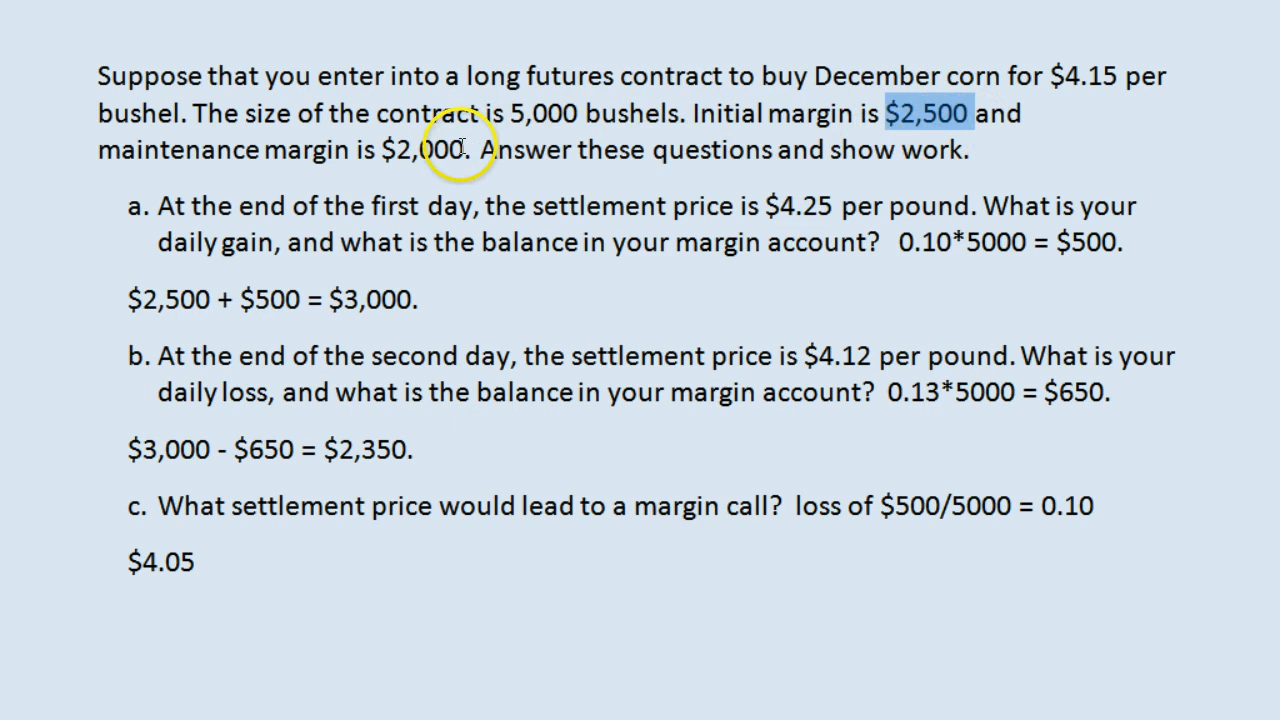 Suppose that you enter into a long futures contract to buy December corn for $4.15 per
bushel. The size of the contract is 5,000 bushels. Initial margin is $2,500 and
maintenance margin is $2,000. Answer these questions and show work.
a. At the end of the first day, the settlement price is $4.25 per pound. What is your
daily gain, and what is the balance in your margin account? 0.10*5000 = $500.
$2,500 + $500 = $3,000.
b. At the end of the second day, the settlement price is $4.12 per pound. What is your
daily loss, and what is the balance in your margin account? 0.13*5000 = $650.
$3,000 - $650 = $2,350.
c. What settlement price would lead to a margin call? loss of $500/5000 = 0.10
$4.05